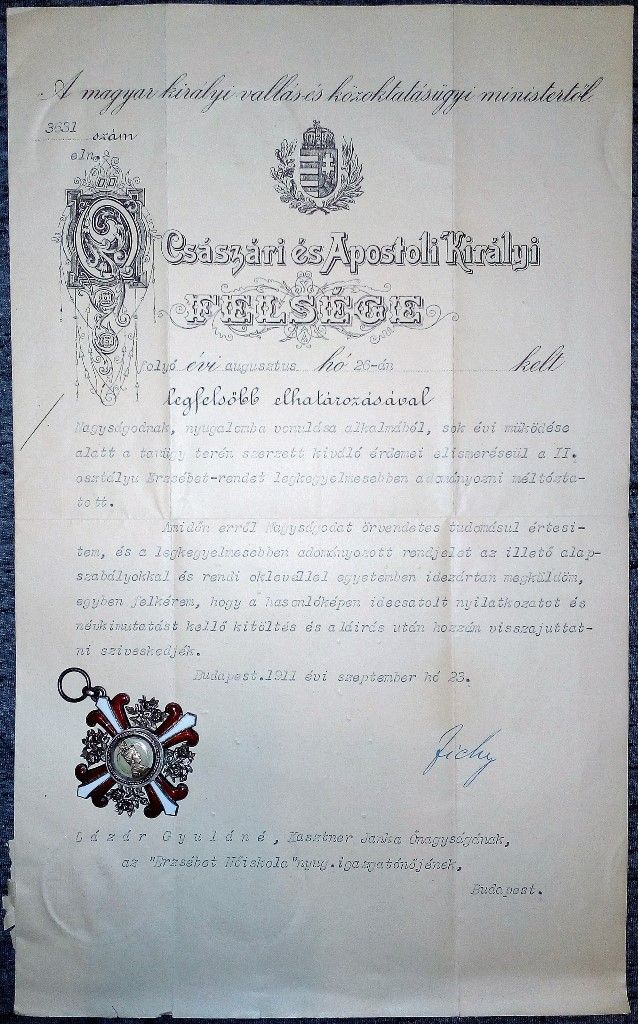 A magyar királyi vallás és közoktatásügyi ministertől
3631 szám
eln.
Ő Császári és Apostoli Királyi
FELSÉGE
folyó évi augusztus hó 26-án kelt
legfelsőbb elhatározásával
Nagyságodnak, nyugalomba vonulása alkalmából, sok évi működése
alatt a tanügy terén szerzett kiváló érdemei elismeréseül a II.
osztályu Erzsébet-rendet legkegyelmesebben adományozni méltózta-
tott.
Amidőn erről Nagyságodat örvendetes tudomásul értesi-
tem, és a legkegyelmesebben adományozott rendjelet az illető alap-
szabályokkal és rendi oklevéllel egyetemben idezártan megküldöm,
egyben felkérem, hogy a hasonlóképen idecsatolt nyilatkozatot és
névkimutatást kellő kitöltés és aláirás után hozzám visszajuttat-
ni sziveskedjék.
Budapest.1911 évi szeptember hó 23.
Zichy
Lázár Gyuláné, Kasztner Janka Őnagyságának,
az "Erzsébet Nőiskola" nyug.igazgatónőjének,
Budapest.